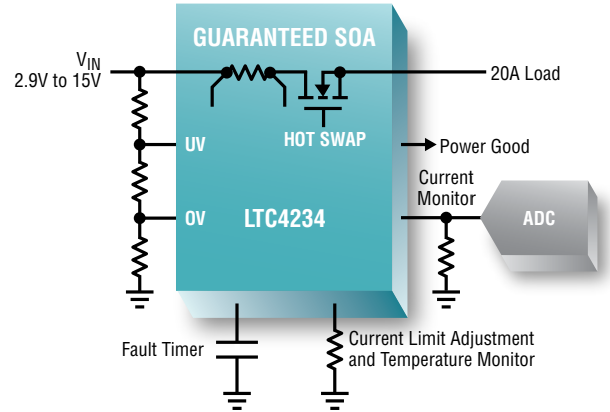 GUARANTEED SOA
VIN
2.9V to 15V
20A Load
HOT SWAP
UV
Power Good
Current
Monitor
OV
LTC4234
ADC
Fault Timer
Current Limit Adjustment
and Temperature Monitor